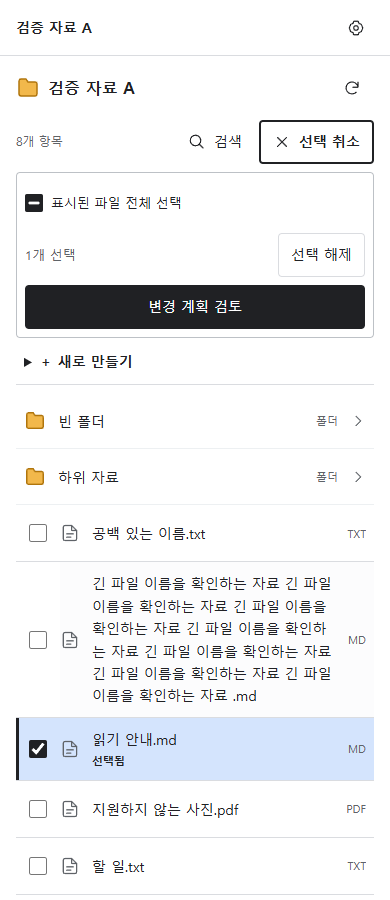 검증 자료 A
검증 자료 A
8개 항목
검색
선택 취소
표시된 파일 전체 선택
1개 선택
선택 해제
변경 계획 검토
+ 새로 만들기
빈 폴더
폴더
하위 자료
폴더
공백 있는 이름.txt
TXT
긴 파일 이름을 확인하는 자료 긴 파일
이름을 확인하는 자료 긴 파일 이름을
확인하는 자료 긴 파일 이름을 확인하
는 자료 긴 파일 이름을 확인하는 자료
긴 파일 이름을 확인하는 자료 긴 파일
이름을 확인하는 자료 .md
MD
읽기 안내.md
선택됨
MD
지원하지 않는 사진.pdf
PDF
할 일.txt
TXT